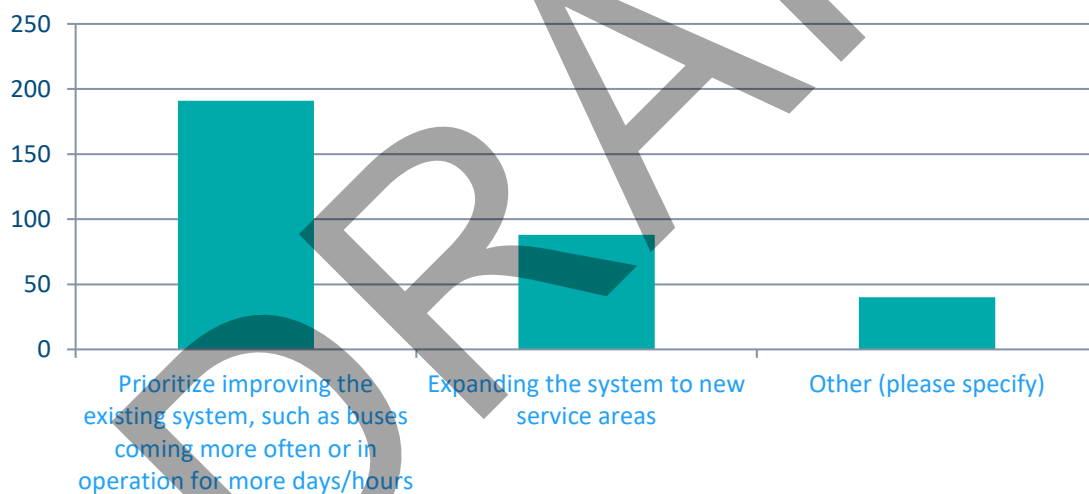 250
200
150
100
50
0
Prioritize improving the
existing system, such as buses
coming more often or in
operation for more days/hours
Expanding the system to new
service areas
Other (please specify)
DRA